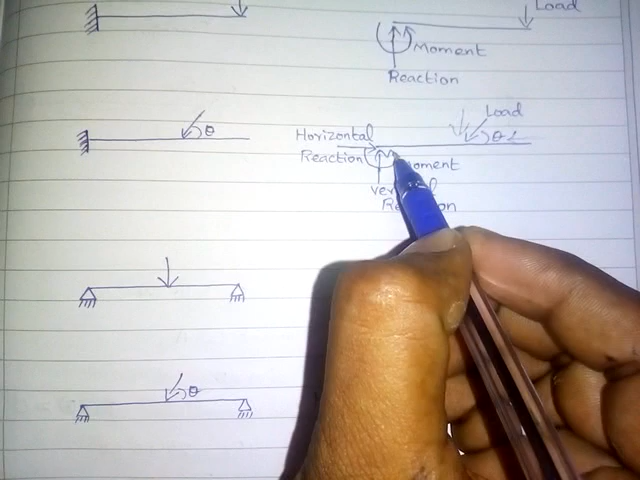 Load
Moment
Reaction
θ
Horizontal
Reaction
Load
θ
Moment
θ